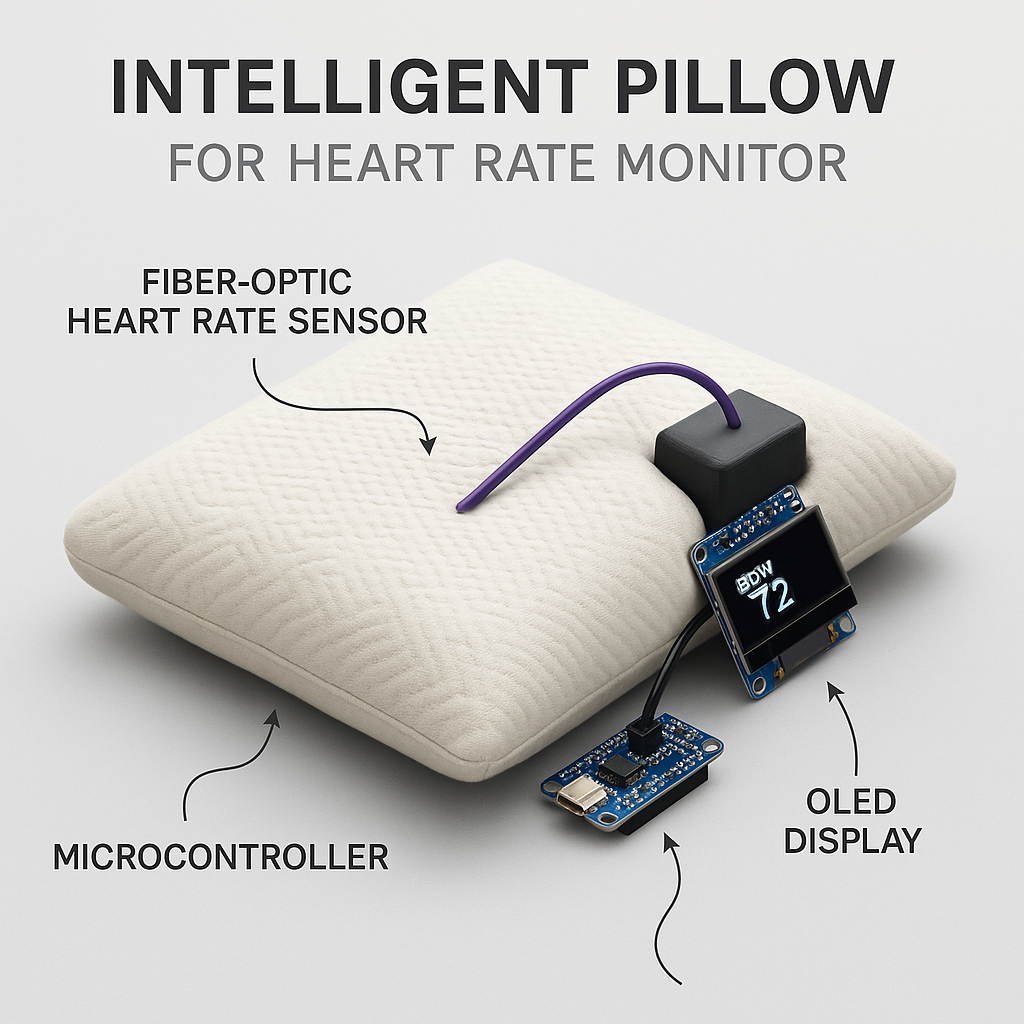 INTELLIGENT PILLOW
FOR HEART RATE MONITOR
FIBER-OPTIC
HEART RATE SENSOR
BDW
72
MICROCONTROLLER
OLED
DISPLAY